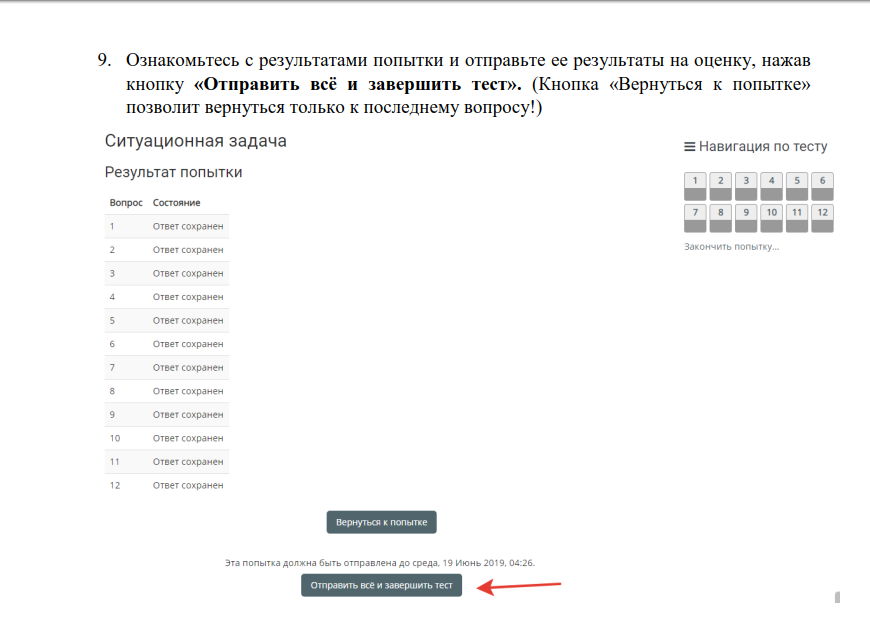 9. Ознакомьтесь с результатами попытки и отправьте ее результаты на оценку, нажав
кнопку «Отправить всё и завершить тест». (Кнопка «Вернуться к попытке»
позволит вернуться только к последнему вопросу!)
Ситуационная задача
Результат попытки
Вопрос Состояние
1 Ответ сохранен
2 Ответ сохранен
3 Ответ сохранен
4 Ответ сохранен
5 Ответ сохранен
6 Ответ сохранен
7 Ответ сохранен
8 Ответ сохранен
9 Ответ сохранен
10 Ответ сохранен
11 Ответ сохранен
12 Ответ сохранен
Вернуться к попытке
Эта попытка должна быть отправлена до среда, 19 Июнь 2019, 04:26.
Отправить всё и завершить тест
Навигация по тесту
1 2 3 4 5 6
7 8 9 10 11 12
Закончить попытку...